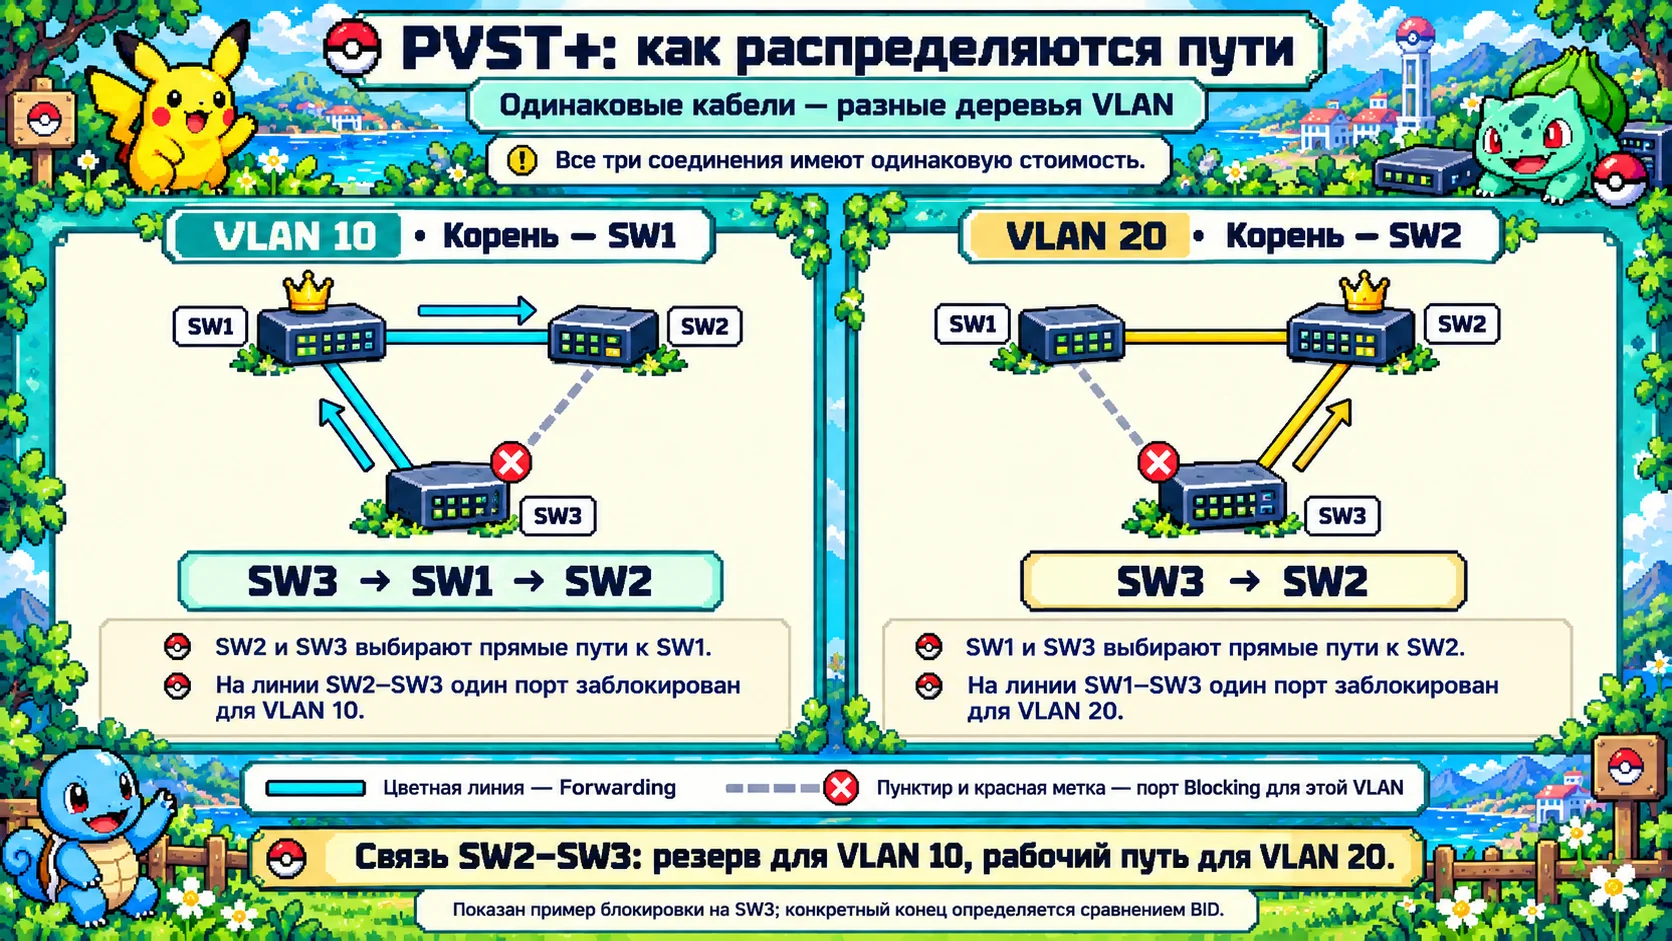 PVST+: как распределяются пути
Одинаковые кабели — разные деревья VLAN
Все три соединения имеют одинаковую стоимость.
VLAN 10 • Корень — SW1
SW1
SW2
SW3
SW3 → SW1 → SW2
SW2 и SW3 выбирают прямые пути к SW1.
На линии SW2–SW3 один порт заблокирован
для VLAN 10.
VLAN 20 • Корень — SW2
SW1
SW2
SW3
SW3 → SW2
SW1 и SW3 выбирают прямые пути к SW2.
На линии SW1–SW3 один порт заблокирован
для VLAN 20.
Цветная линия — Forwarding
Пунктир и красная метка — порт Blocking для этой VLAN
Связь SW2–SW3: резерв для VLAN 10, рабочий путь для VLAN 20.
Показан пример блокировки на SW3; конкретный конец определяется сравнением BID.